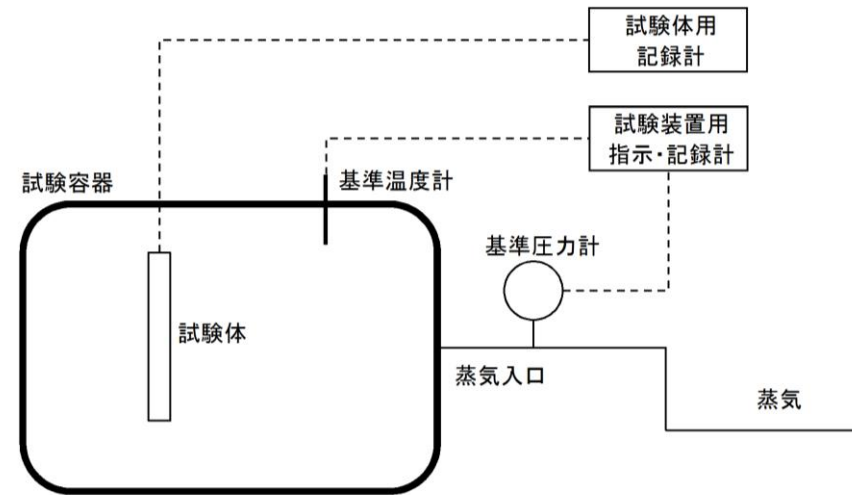 試験体用
記録計
試験装置用
指示・記録計
試験容器
基準温度計
基準圧力計
試験体
蒸気入口
蒸気